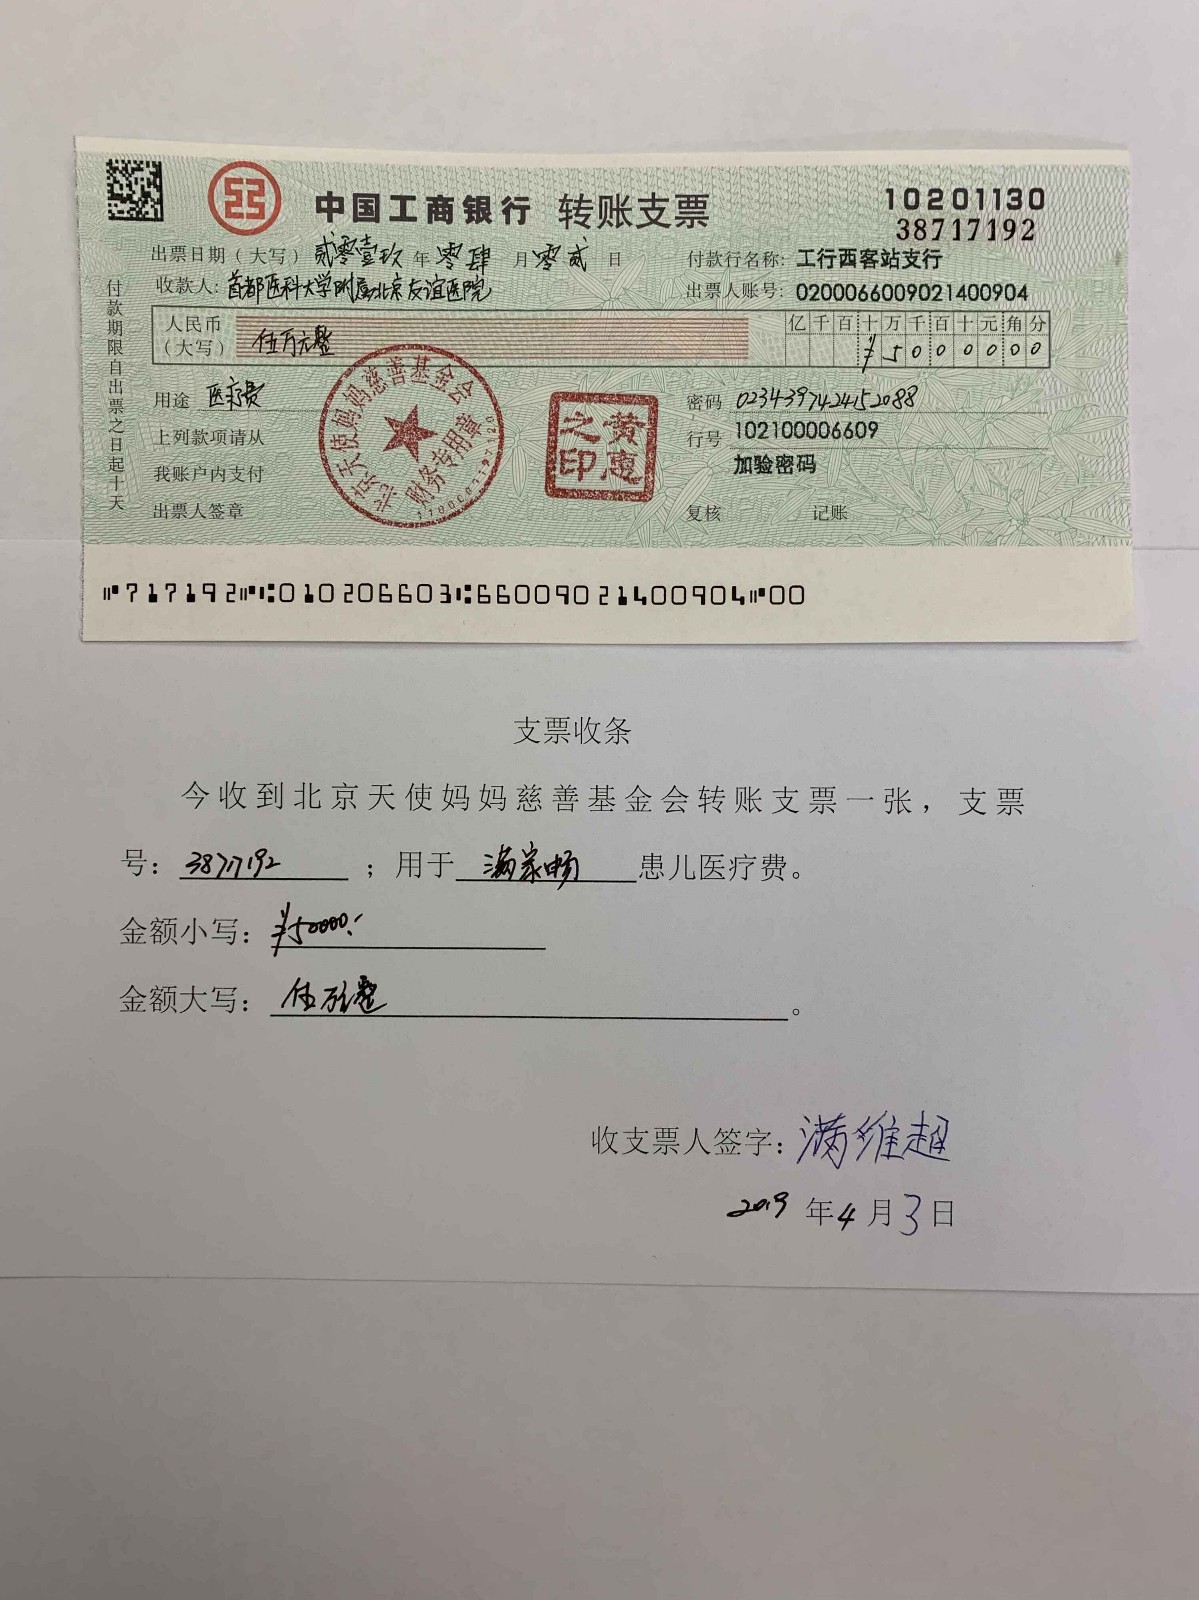 中国工商银行 转账支票
10201130
38717192
出票日期（大写）贰零壹玖 年 零肆 月 零贰 日
付款行名称：工行西客站支行
收款人：首都医科大学附属北京友谊医院
出票人账号：0200066009021400904
付款期限自出票之日起十天
人民币（大写）伍万元整
亿千百十万千百十元角分
¥5000000
用途 医疗费
密码 0234397424152088
上列款项请从
行号 102100006609
我账户内支付
加验密码
出票人签章
复核 记账
北京天使妈妈慈善基金会
财务专用章
黄惠之印
⑈717192⑈⑆010206603⑆66009021400904⑈00
支票收条
今收到北京天使妈妈慈善基金会转账支票一张，支票
号：38717192；用于满家畅患儿医疗费。
金额小写：¥50000.-
金额大写：伍万元整。
收支票人签字：满维超
2019年4月3日